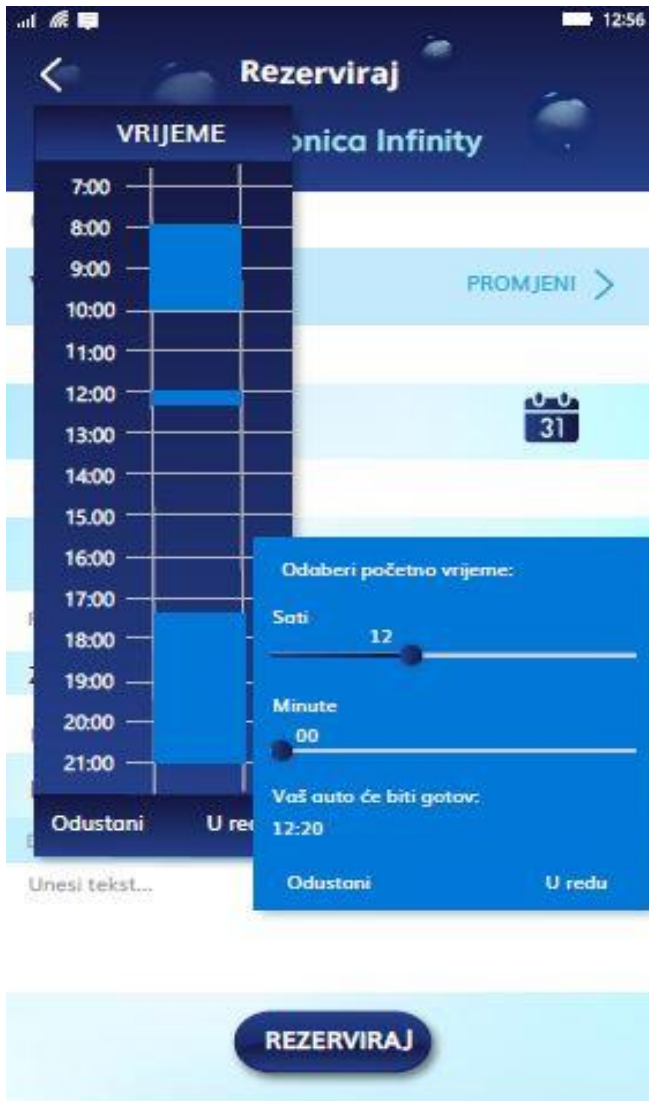 12:56
Rezerviraj
VRIJEME
onica Infinity
7:00
8:00
9:00
PROMJENI
10:00
11:00
12:00
31
13:00
14:00
15.00
16:00
Odaberi početno vrijeme:
17:00
Sati
12
18:00
19:00
Minute
00
20:00
21:00
Vaš auto će biti gotov:
12:20
Odustani
U re
Odustani
U redu
Unesi tekst...
REZERVIRAJ